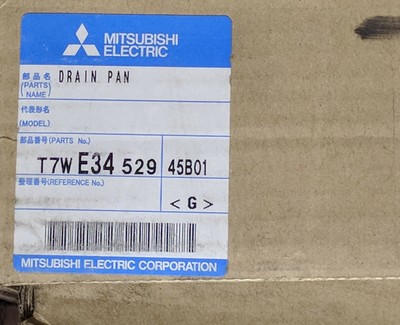 MITSUBISHI
ELECTRIC
部品名
(PARTS NAME)
DRAIN PAN
代表形名
(MODEL)
部品番号(PARTS No.)
T7W E34 529 45B01
整理番号(REFERENCE No.)
<G>
MITSUBISHI ELECTRIC CORPORATION